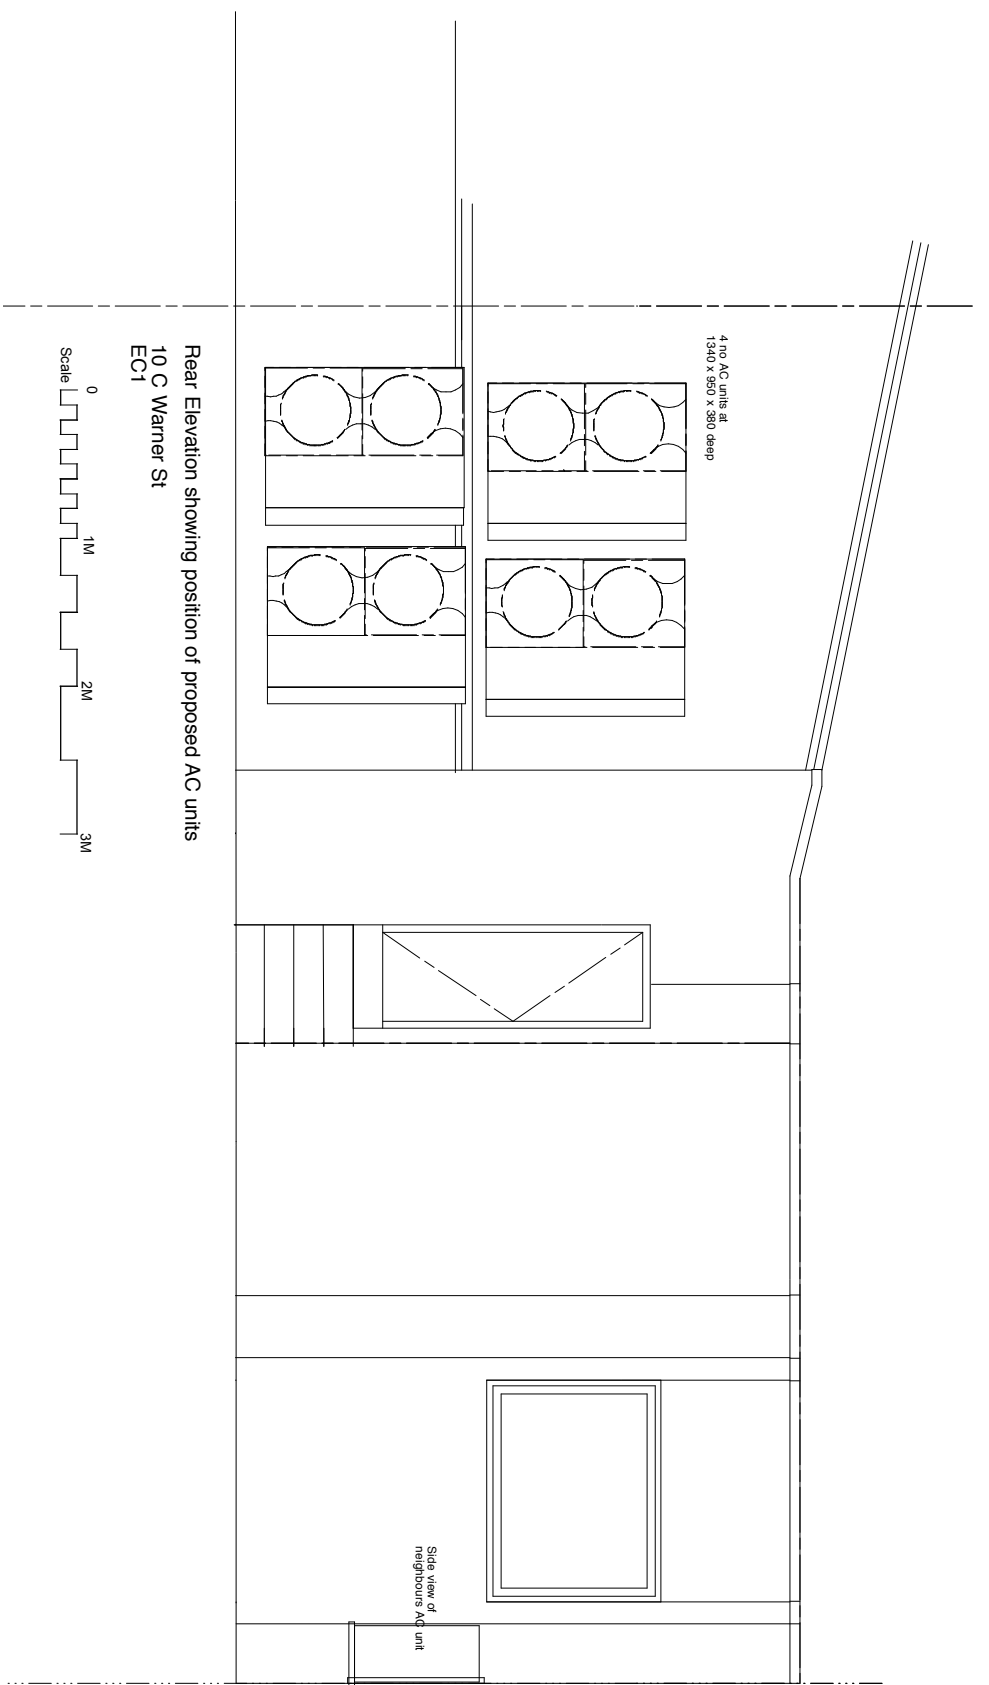 4 no AC units at
1340 x 950 x 380 deep
Rear Elevation showing position of proposed AC units
10 C Warner St
EC1
Scale
0
1M
2M
3M
Side view of
neighbours AC unit